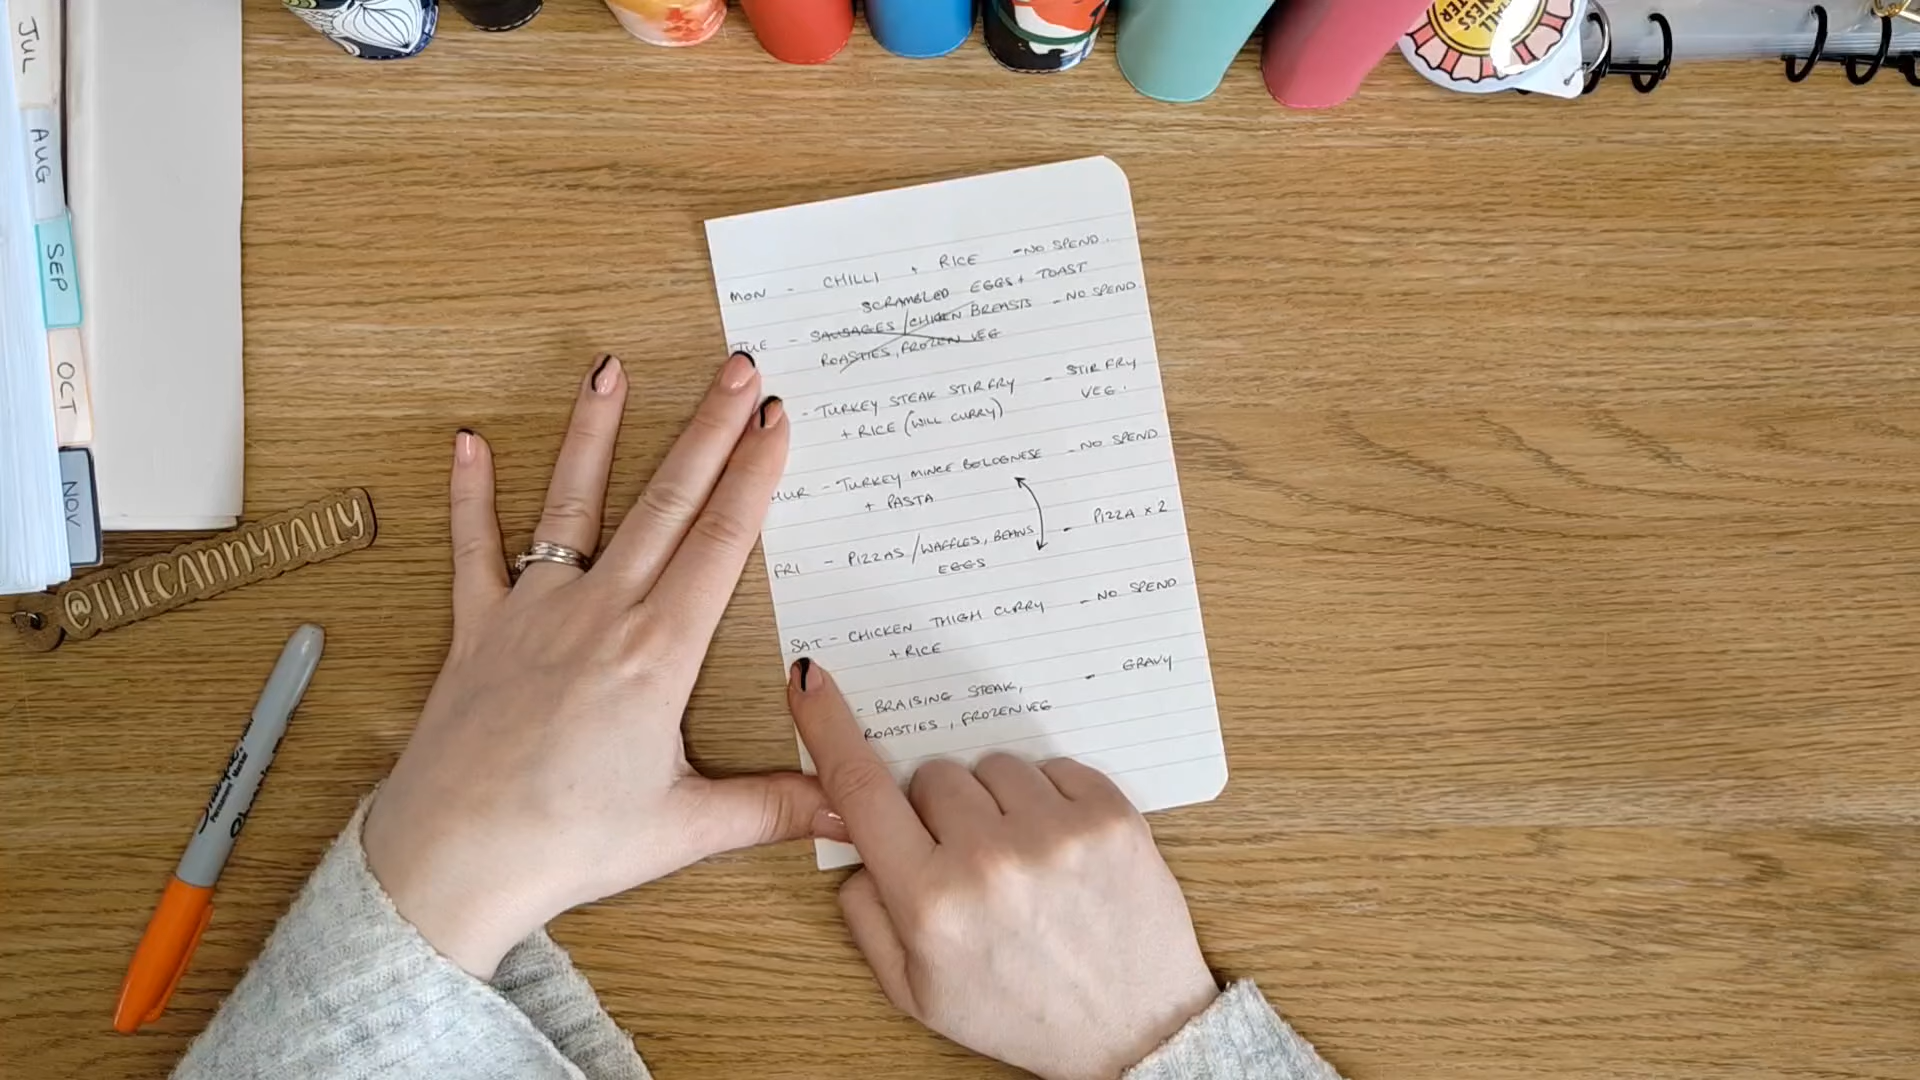 JUL
AUG
SEP
OCT
NOV
@THECANNYTALLY
Sharpie
MON - CHILLI + RICE - NO SPEND.
SCRAMBLED EGGS + TOAST
TUE - SAUSAGES / CHICKEN BREASTS - NO SPEND
ROASTIES, FROZEN VEG
- TURKEY STEAK STIR FRY - STIR FRY
+ RICE (WILL CURRY) VEG.
HUR - TURKEY MINCE BOLOGNESE - NO SPEND
+ PASTA
FRI - PIZZAS / WAFFLES, BEANS - PIZZA x 2
EGGS
SAT - CHICKEN THIGH CURRY - NO SPEND
+ RICE
- BRAISING STEAK, - GRAVY
ROASTIES, FROZEN VEG